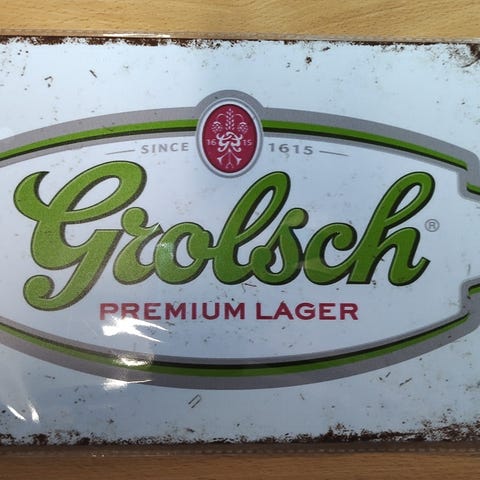 SINCE 1615
16 15
Grolsch®
PREMIUM LAGER